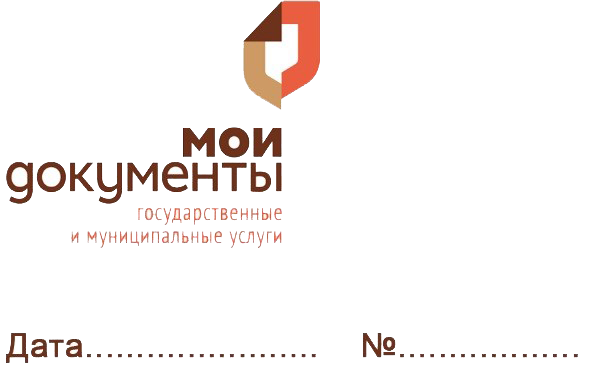 мои
документы
государственные
и муниципальные услуги
Дата....................... №..................